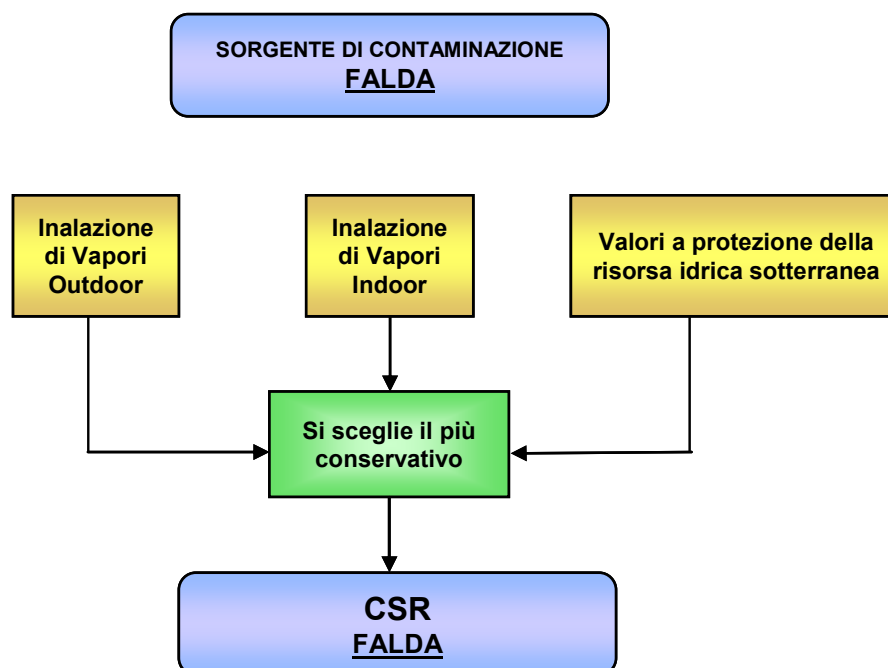 SORGENTE DI CONTAMINAZIONE
FALDA
Inalazione
di Vapori
Outdoor
Inalazione
di Vapori
Indoor
Valori a protezione della
risorsa idrica sotterranea
Si sceglie il più
conservativo
CSR
FALDA